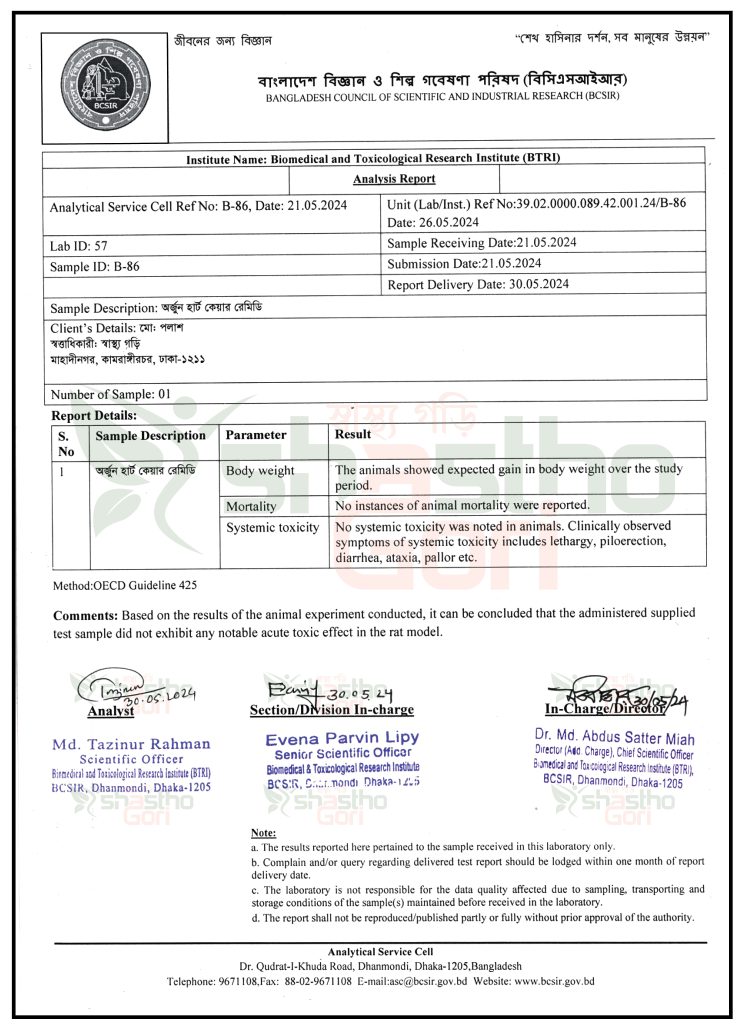 জীবনের জন্য বিজ্ঞান
“শেখ হাসিনার দর্শন, সব মানুষের উন্নয়ন”
বাংলাদেশ বিজ্ঞান ও শিল্প গবেষণা পরিষদ
BCSIR
বাংলাদেশ বিজ্ঞান ও শিল্প গবেষণা পরিষদ (বিসিএসআইআর)
BANGLADESH COUNCIL OF SCIENTIFIC AND INDUSTRIAL RESEARCH (BCSIR)
Institute Name: Biomedical and Toxicological Research Institute (BTRI)
Analysis Report
Analytical Service Cell Ref No: B-86, Date: 21.05.2024
Unit (Lab/Inst.) Ref No:39.02.0000.089.42.001.24/B-86
Date: 26.05.2024
Lab ID: 57
Sample Receiving Date:21.05.2024
Sample ID: B-86
Submission Date:21.05.2024
Report Delivery Date: 30.05.2024
Sample Description: অর্জুন হার্ট কেয়ার রেমিডি
Client's Details: মো: পলাশ
স্বত্তাধিকারী: স্বাস্থ্য গড়ি
মাহাদীনগর, কামরাঙ্গীরচর, ঢাকা-১২১১
Number of Sample: 01
Report Details:
স্বাস্থ্য গড়ি
shastho
Gori
S. No
Sample Description
Parameter
Result
1
অর্জুন হার্ট কেয়ার রেমিডি
Body weight
The animals showed expected gain in body weight over the study
period.
Mortality
No instances of animal mortality were reported.
Systemic toxicity
No systemic toxicity was noted in animals. Clinically observed
symptoms of systemic toxicity includes lethargy, piloerection,
diarrhea, ataxia, pallor etc.
Method:OECD Guideline 425
Comments: Based on the results of the animal experiment conducted, it can be concluded that the administered supplied
test sample did not exhibit any notable acute toxic effect in the rat model.
30.05.2024
30.05.24
30/05/24
Analyst
Section/Division In-charge
In-Charge/Director
Md. Tazinur Rahman
Scientific Officer
Biomedical and Toxicological Research Institute (BTRI)
BCSIR, Dhanmondi, Dhaka-1205
Evena Parvin Lipy
Senior Scientific Officer
Biomedical & Toxicological Research Institute
BCSIR, Dhanmondi, Dhaka-1205
Dr. Md. Abdus Satter Miah
Director (Add. Charge), Chief Scientific Officer
Biomedical and Toxicological Research Institute (BTRI),
BCSIR, Dhanmondi, Dhaka-1205
shastho
Gori
shastho
Gori
shastho
Gori
Note:
a. The results reported here pertained to the sample received in this laboratory only.
b. Complain and/or query regarding delivered test report should be lodged within one month of report
delivery date.
c. The laboratory is not responsible for the data quality affected due to sampling, transporting and
storage conditions of the sample(s) maintained before received in the laboratory.
d. The report shall not be reproduced/published partly or fully without prior approval of the authority.
Analytical Service Cell
Dr. Qudrat-I-Khuda Road, Dhanmondi, Dhaka-1205,Bangladesh
Telephone: 9671108,Fax: 88-02-9671108 E-mail:asc@bcsir.gov.bd Website: www.bcsir.gov.bd